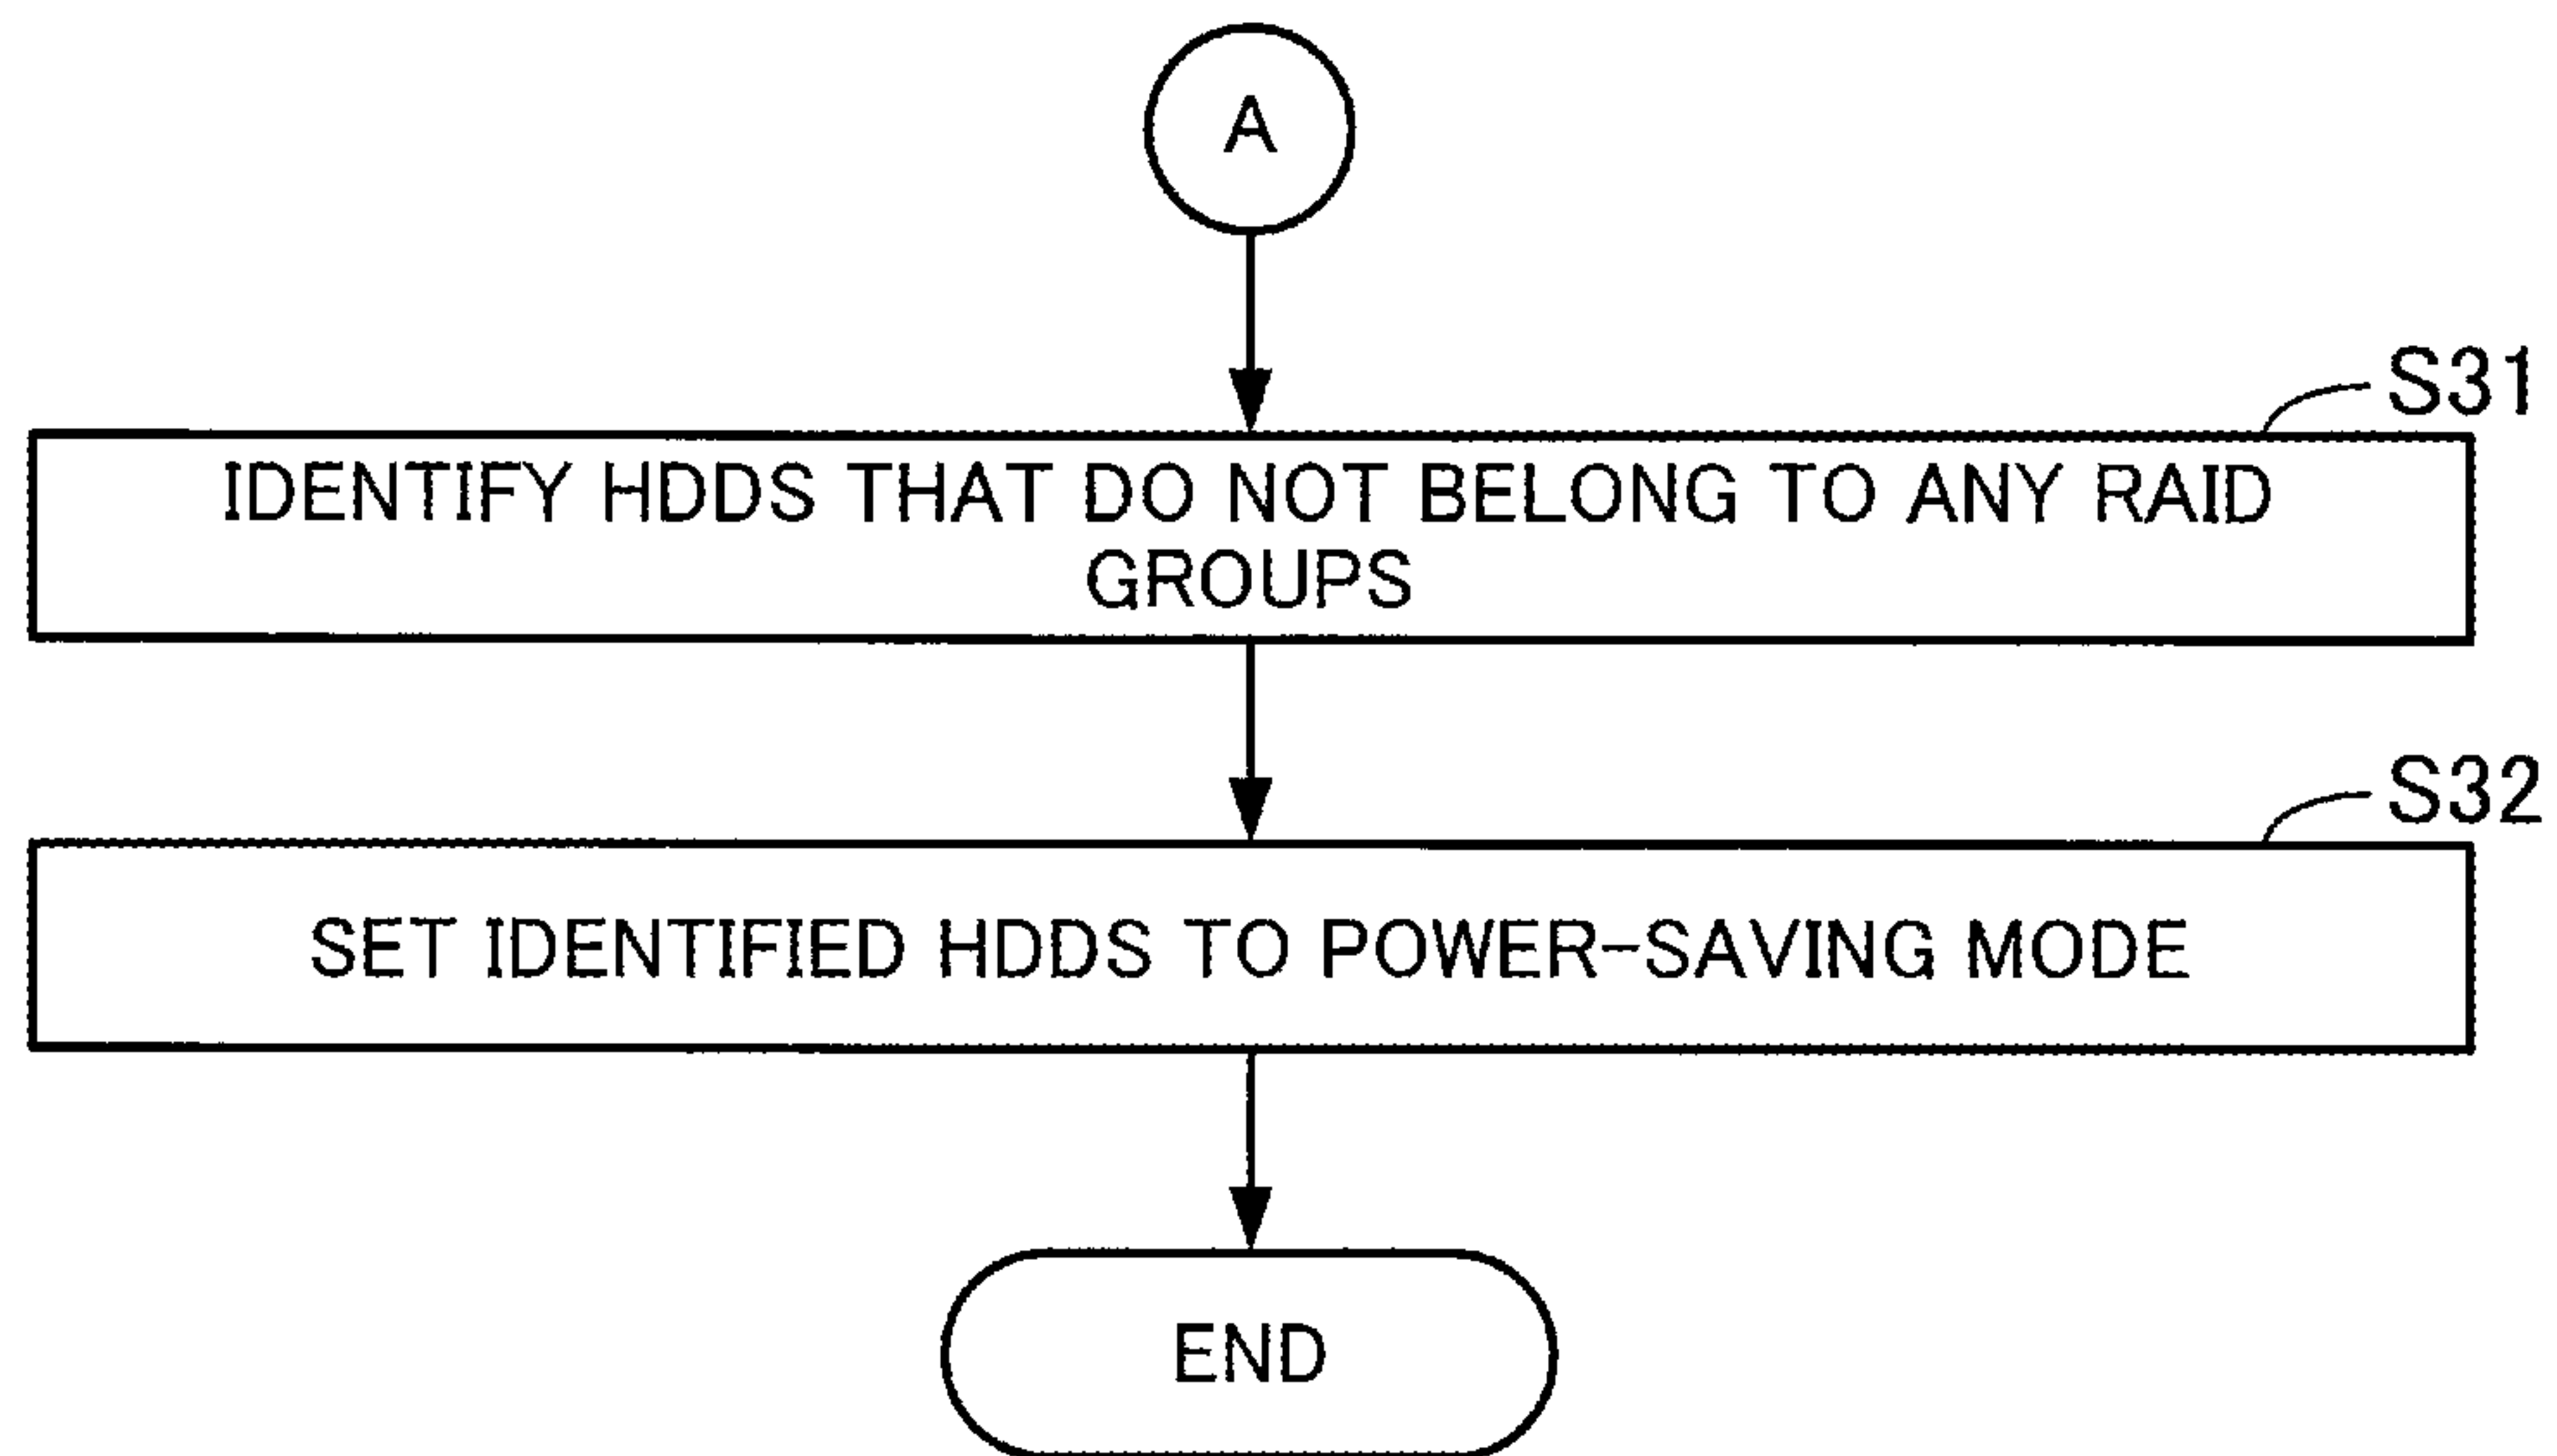 A
S31
IDENTIFY HDDS THAT DO NOT BELONG TO ANY RAID
GROUPS
S32
SET IDENTIFIED HDDS TO POWER-SAVING MODE
END